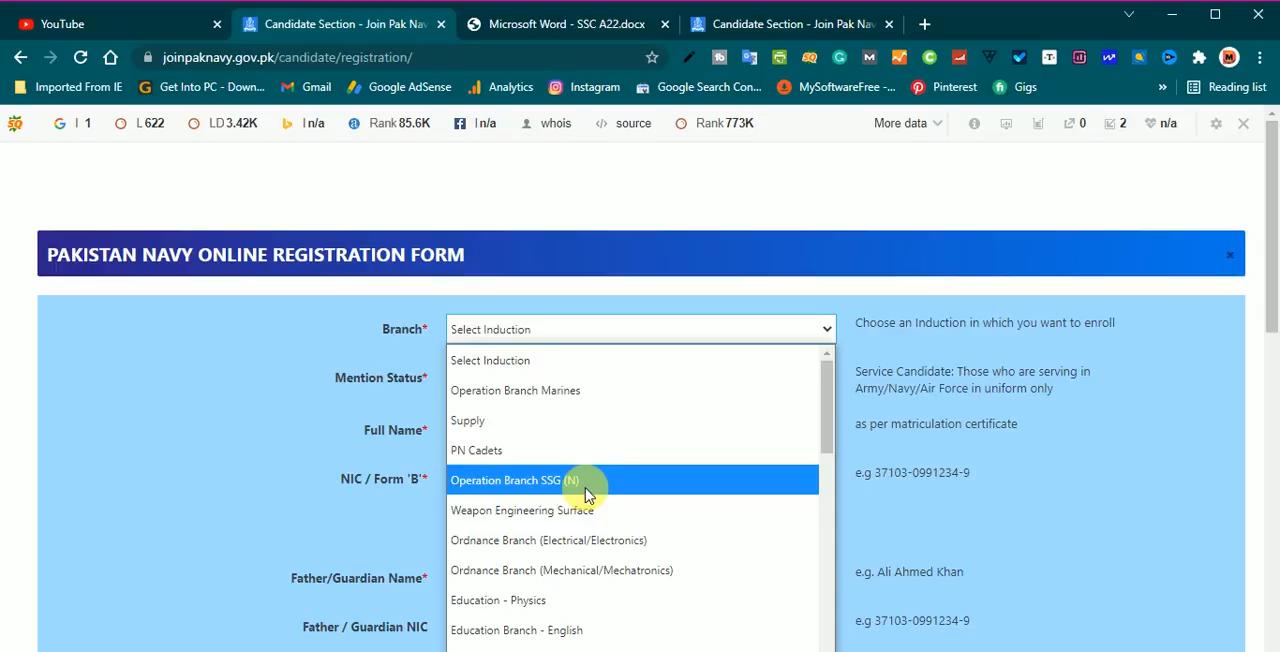 YouTube
Candidate Section - Join Pak Nav
Microsoft Word - SSC A22.docx
Candidate Section - Join Pak Nav
joinpaknavy.gov.pk/candidate/registration/
Imported From IE
Get Into PC - Down...
Gmail
Google AdSense
Analytics
Instagram
Google Search Con...
MySoftwareFree -...
Pinterest
Gigs
»
Reading list
I 1
L 622
LD 3.42K
I n/a
Rank 85.6K
I n/a
whois
source
Rank 773K
More data
0
2
n/a
PAKISTAN NAVY ONLINE REGISTRATION FORM
Branch*
Select Induction
Choose an Induction in which you want to enroll
Select Induction
Mention Status*
Service Candidate: Those who are serving in
Army/Navy/Air Force in uniform only
Operation Branch Marines
Supply
Full Name*
as per matriculation certificate
PN Cadets
NIC / Form 'B'*
Operation Branch SSG (N)
e.g 37103-0991234-9
Weapon Engineering Surface
Ordnance Branch (Electrical/Electronics)
Ordnance Branch (Mechanical/Mechatronics)
Father/Guardian Name*
e.g. Ali Ahmed Khan
Education - Physics
Father / Guardian NIC
Education Branch - English
e.g 37103-0991234-9